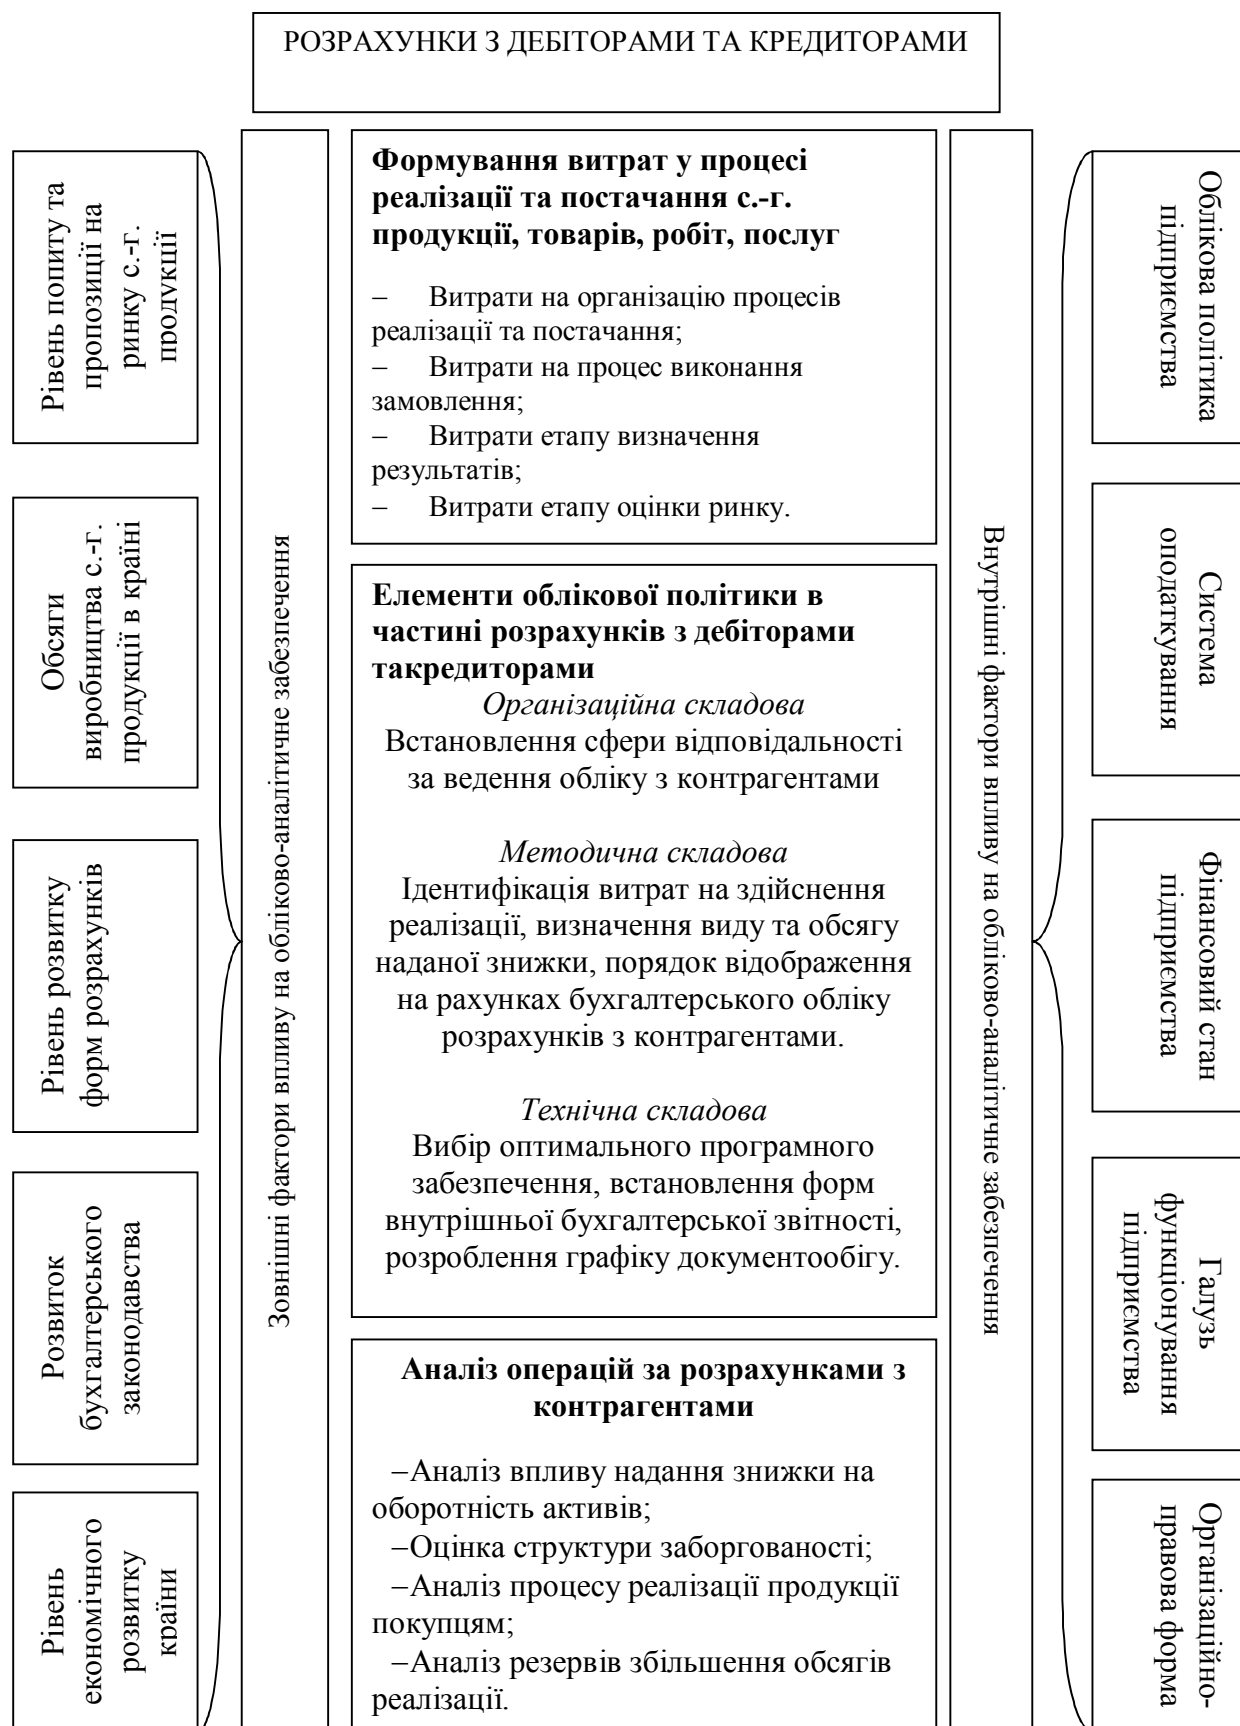 РОЗРАХУНКИ З ДЕБІТОРАМИ ТА КРЕДИТОРАМИ
Рівень попиту та
пропозиції на
ринку с.-г.
продукції
Обсяги
виробництва с.-г.
продукції в країні
Рівень розвитку
форм розрахунків
Розвиток
бухгалтерського
законодавства
Рівень
економічного
розвитку
країни
Зовнішні фактори впливу на обліково-аналітичне забезпечення
Формування витрат у процесі
реалізації та постачання с.-г.
продукції, товарів, робіт, послуг
– Витрати на організацію процесів
реалізації та постачання;
– Витрати на процес виконання
замовлення;
– Витрати етапу визначення
результатів;
– Витрати етапу оцінки ринку.
Елементи облікової політики в
частині розрахунків з дебіторами
такредиторами
Організаційна складова
Встановлення сфери відповідальності
за ведення обліку з контрагентами
Методична складова
Ідентифікація витрат на здійснення
реалізації, визначення виду та обсягу
наданої знижки, порядок відображення
на рахунках бухгалтерського обліку
розрахунків з контрагентами.
Технічна складова
Вибір оптимального програмного
забезпечення, встановлення форм
внутрішньої бухгалтерської звітності,
розроблення графіку документообігу.
Аналіз операцій за розрахунками з
контрагентами
–Аналіз впливу надання знижки на
оборотність активів;
–Оцінка структури заборгованості;
–Аналіз процесу реалізації продукції
покупцям;
–Аналіз резервів збільшення обсягів
реалізації.
Внутрішні фактори впливу на обліково-аналітичне забезпечення
Облікова політика
підприємства
Система
оподаткування
Фінансовий стан
підприємства
Галузь
функціонування
підприємства
Організаційно-
правова форма